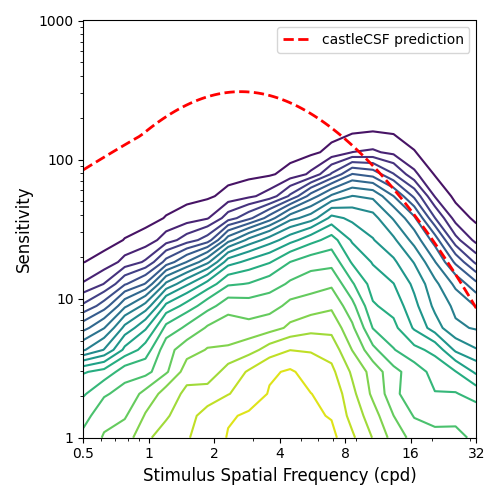 1000
castleCSF prediction
100
Sensitivity
10
1
0.5 1 2 4 8 16 32
Stimulus Spatial Frequency (cpd)